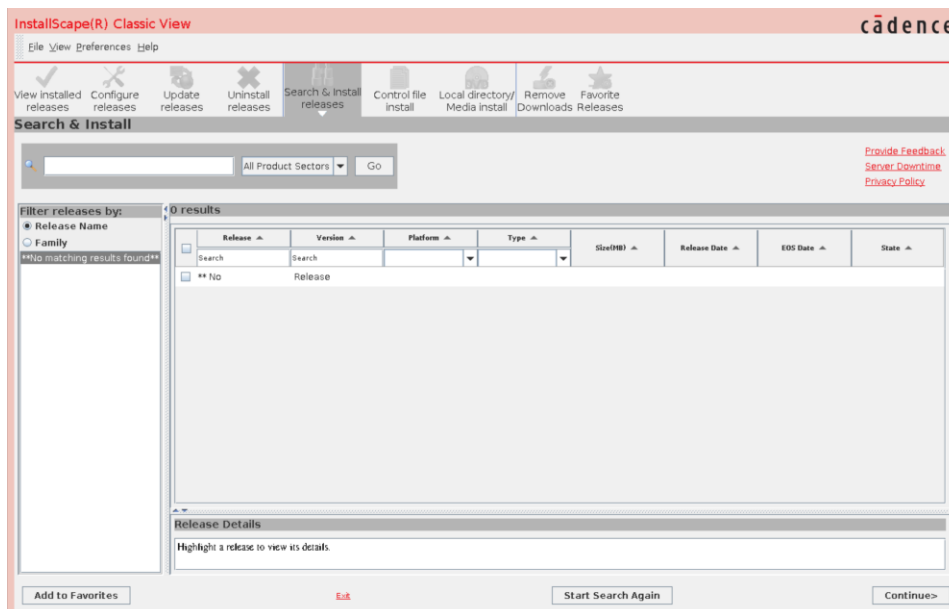 InstallScape(R) Classic View
cādence
File View Preferences Help
View installed releases
Configure releases
Update releases
Uninstall releases
Search & Install releases
Control file install
Local directory/ Media install
Remove Downloads
Favorite Releases
Search & Install
All Product Sectors
Go
Provide Feedback
Server Downtime
Privacy Policy
Filter releases by:
Release Name
Family
**No matching results found**
0 results
Release Version Platform Type Size(MB) Release Date EOS Date State
Search Search
** No Release
Release Details
Highlight a release to view its details.
Add to Favorites
Exit
Start Search Again
Continue>